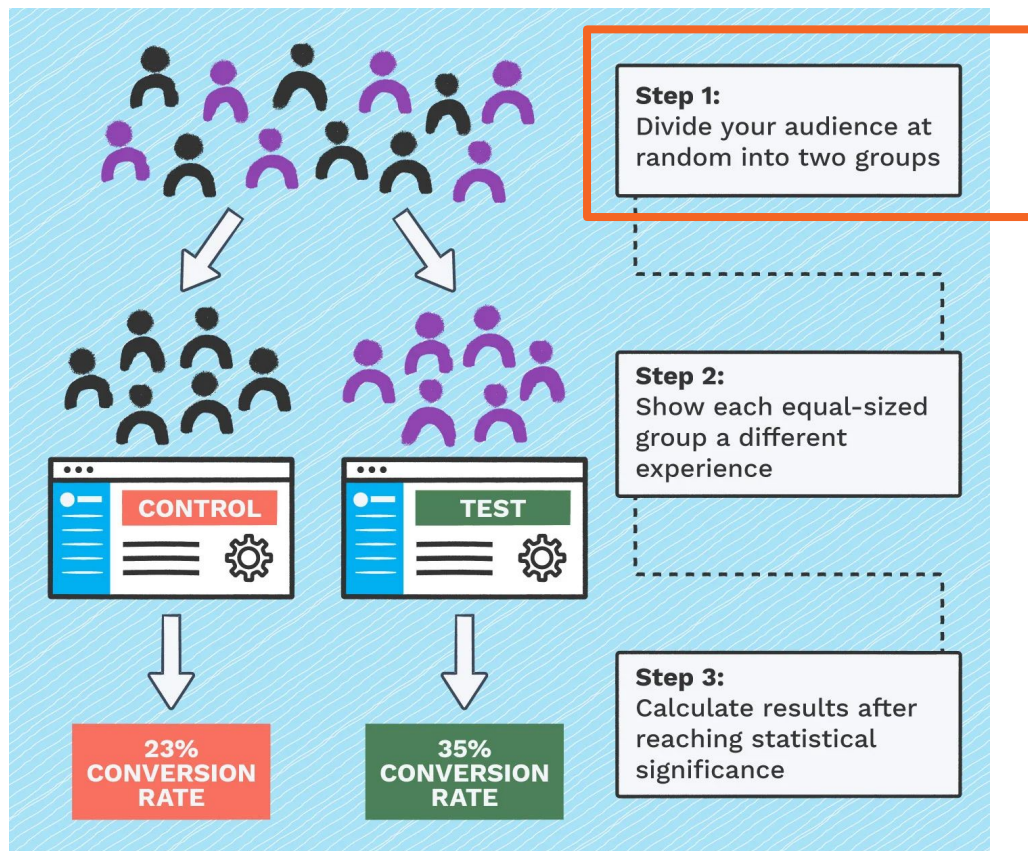 Step 1:
Divide your audience at
random into two groups
Step 2:
Show each equal-sized
group a different
experience
CONTROL
TEST
Step 3:
Calculate results after
reaching statistical
significance
23%
CONVERSION
RATE
35%
CONVERSION
RATE